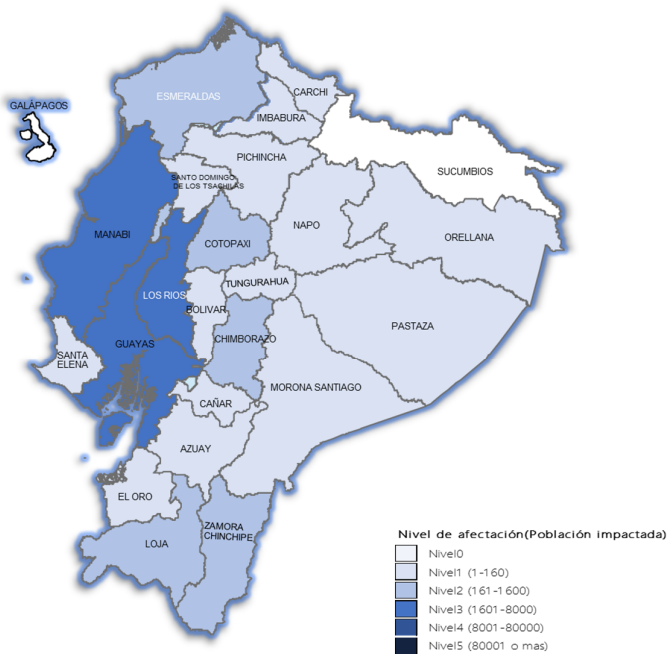 GALÁPAGOS
ESMERALDAS
CARCHI
IMBABURA
PICHINCHA
SANTO DOMINGO
DE LOS TSACHILAS
SUCUMBIOS
MANABI
COTOPAXI
NAPO
ORELLANA
LOS RIOS
TUNGURAHUA
BOLIVAR
GUAYAS
CHIMBORAZO
PASTAZA
SANTA
ELENA
MORONA SANTIAGO
CAÑAR
AZUAY
EL ORO
LOJA
ZAMORA
CHINCHIPE
Nivel de afectación(Población impactada)
Nivel0
Nivel1 (1-160)
Nivel2 (161-1600)
Nivel3 (1601-8000)
Nivel4 (8001-80000)
Nivel5 (80001 o mas)